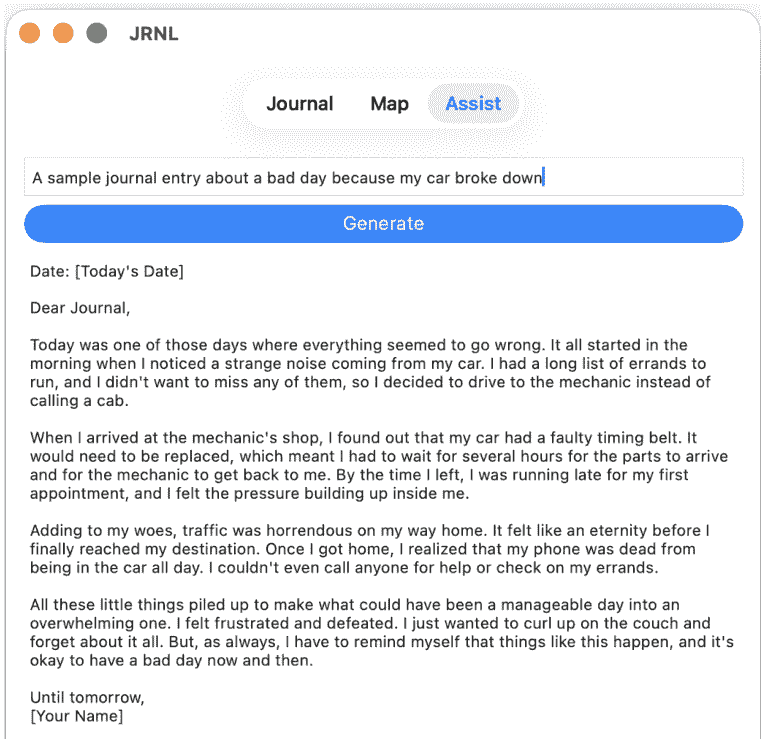 JRNL
Journal Map Assist
A sample journal entry about a bad day because my car broke down
Generate
Date: [Today's Date]
Dear Journal,
Today was one of those days where everything seemed to go wrong. It all started in the
morning when I noticed a strange noise coming from my car. I had a long list of errands to
run, and I didn't want to miss any of them, so I decided to drive to the mechanic instead of
calling a cab.
When I arrived at the mechanic's shop, I found out that my car had a faulty timing belt. It
would need to be replaced, which meant I had to wait for several hours for the parts to arrive
and for the mechanic to get back to me. By the time I left, I was running late for my first
appointment, and I felt the pressure building up inside me.
Adding to my woes, traffic was horrendous on my way home. It felt like an eternity before I
finally reached my destination. Once I got home, I realized that my phone was dead from
being in the car all day. I couldn't even call anyone for help or check on my errands.
All these little things piled up to make what could have been a manageable day into an
overwhelming one. I felt frustrated and defeated. I just wanted to curl up on the couch and
forget about it all. But, as always, I have to remind myself that things like this happen, and it's
okay to have a bad day now and then.
Until tomorrow,
[Your Name]